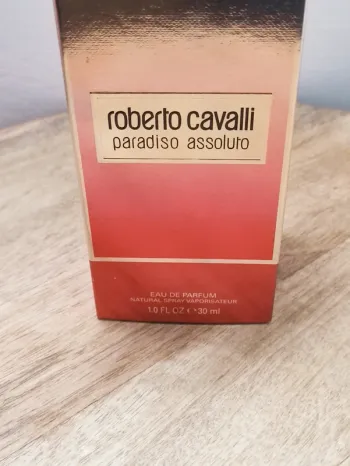 roberto cavalli
paradiso assoluto
EAU DE PARFUM
NATURAL SPRAY VAPORISATEUR
1.0 FL OZ ℮ 30 ml